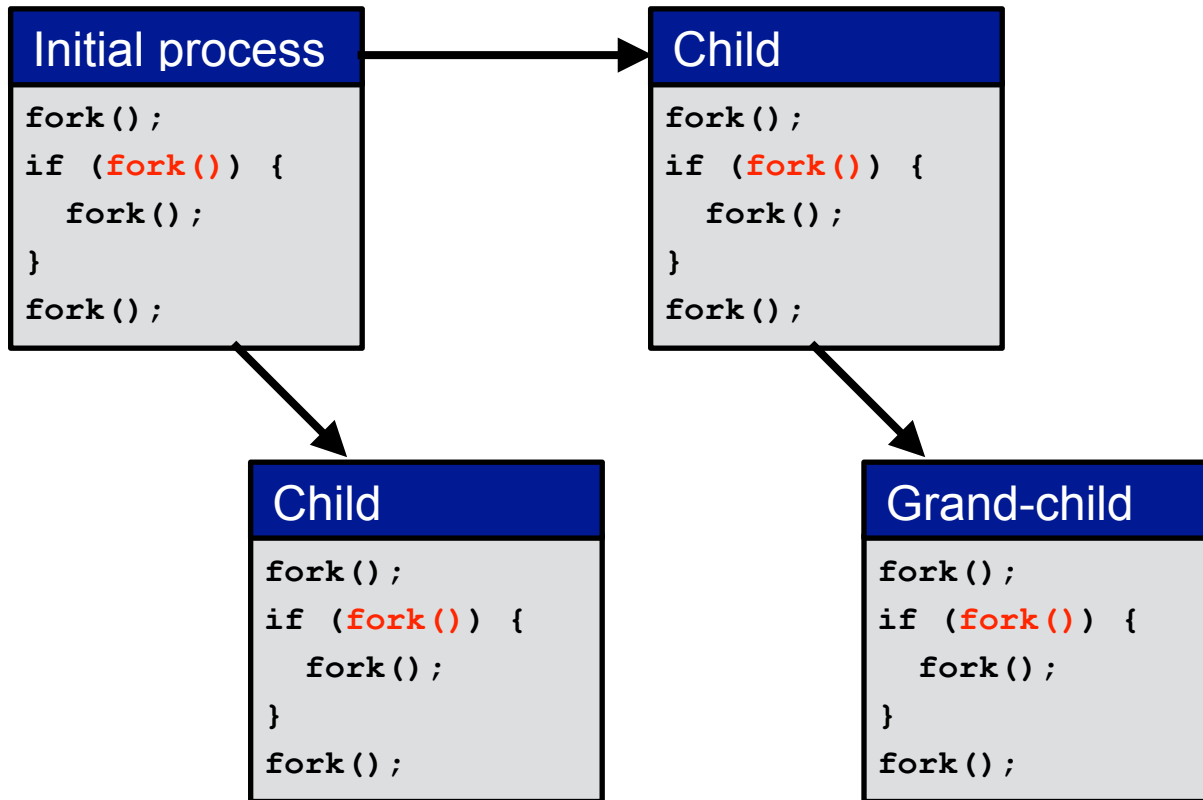 Initial process
fork();
if (fork()) {
  fork();
}
fork();
Child
fork();
if (fork()) {
  fork();
}
fork();
Child
fork();
if (fork()) {
  fork();
}
fork();
Grand-child
fork();
if (fork()) {
  fork();
}
fork();